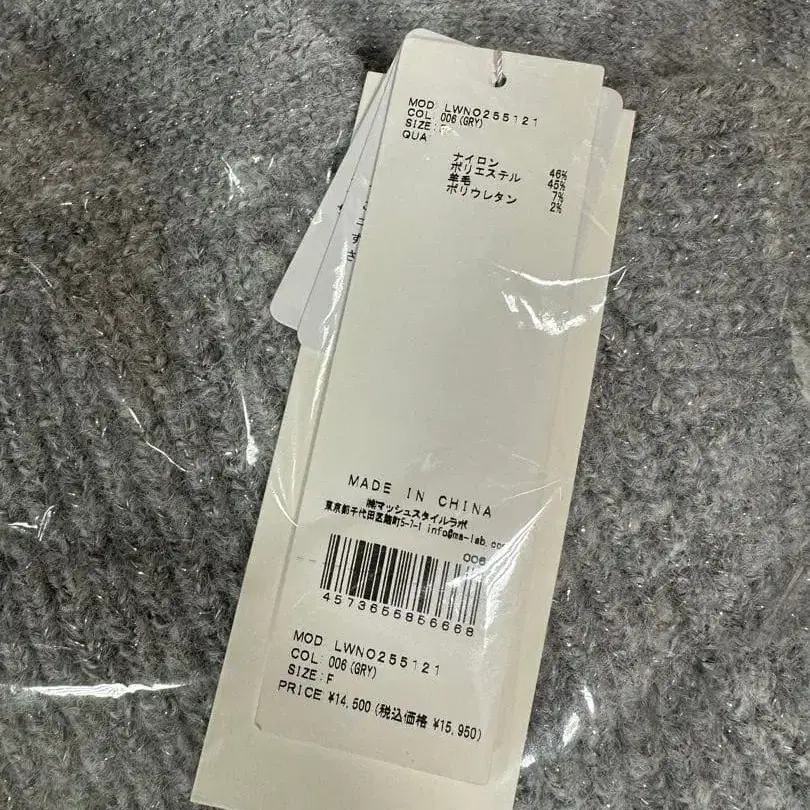 MOD LWNO255121
COL 006(GRY)
SIZE:F
QUA
ナイロン 46%
ポリエステル 45%
羊毛 7%
ポリウレタン 2%
MADE IN CHINA
㈱マッシュスタイルラボ
東京都千代田区麹町5-7-1 info@ma-lab.co
006
4573655856668
MOD LWNO255121
COL 006(GRY)
SIZE:F
PRICE ¥14,500(税込価格 ¥15,950)